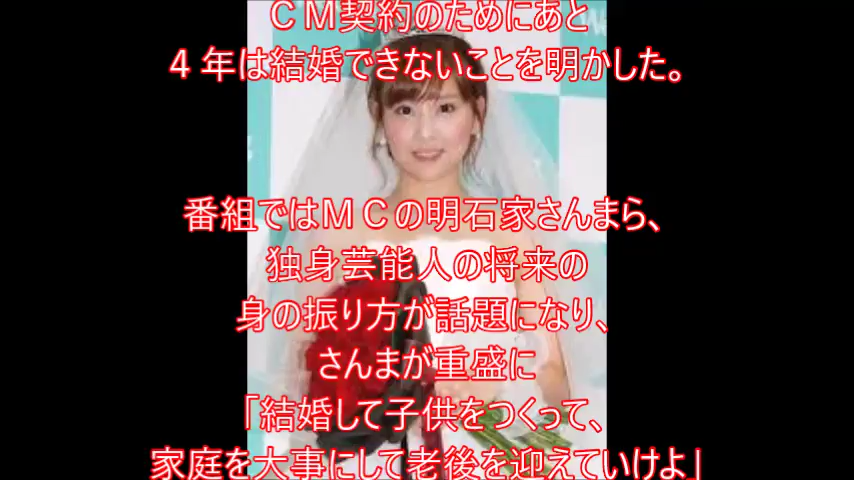 ＣＭ契約のためにあと
４年は結婚できないことを明かした。
番組ではＭＣの明石家さんまら、
独身芸能人の将来の
身の振り方が話題になり、
さんまが重盛に
「結婚して子供をつくって、
家庭を大事にして老後を迎えていけよ」